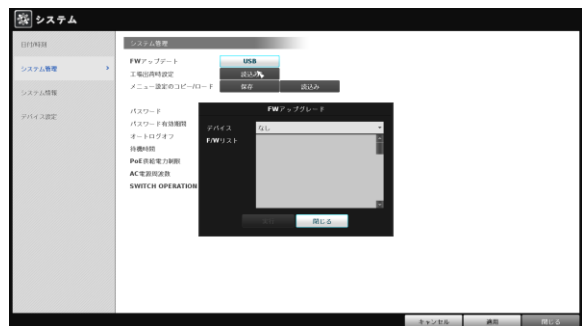 システム
日付/時刻
システム管理
システム情報
デバイス設定
システム管理
FWアップデート USB
工場出荷時設定 読込み
メニュー設定のコピー/ロード 保存 読込み
パスワード
パスワード有効期間
オートログオフ
待機時間
PoE供給電力制限
AC電源周波数
SWITCH OPERATION
FWアップグレード
デバイス なし
F/Wリスト
閉じる
キャンセル 適用 閉じる